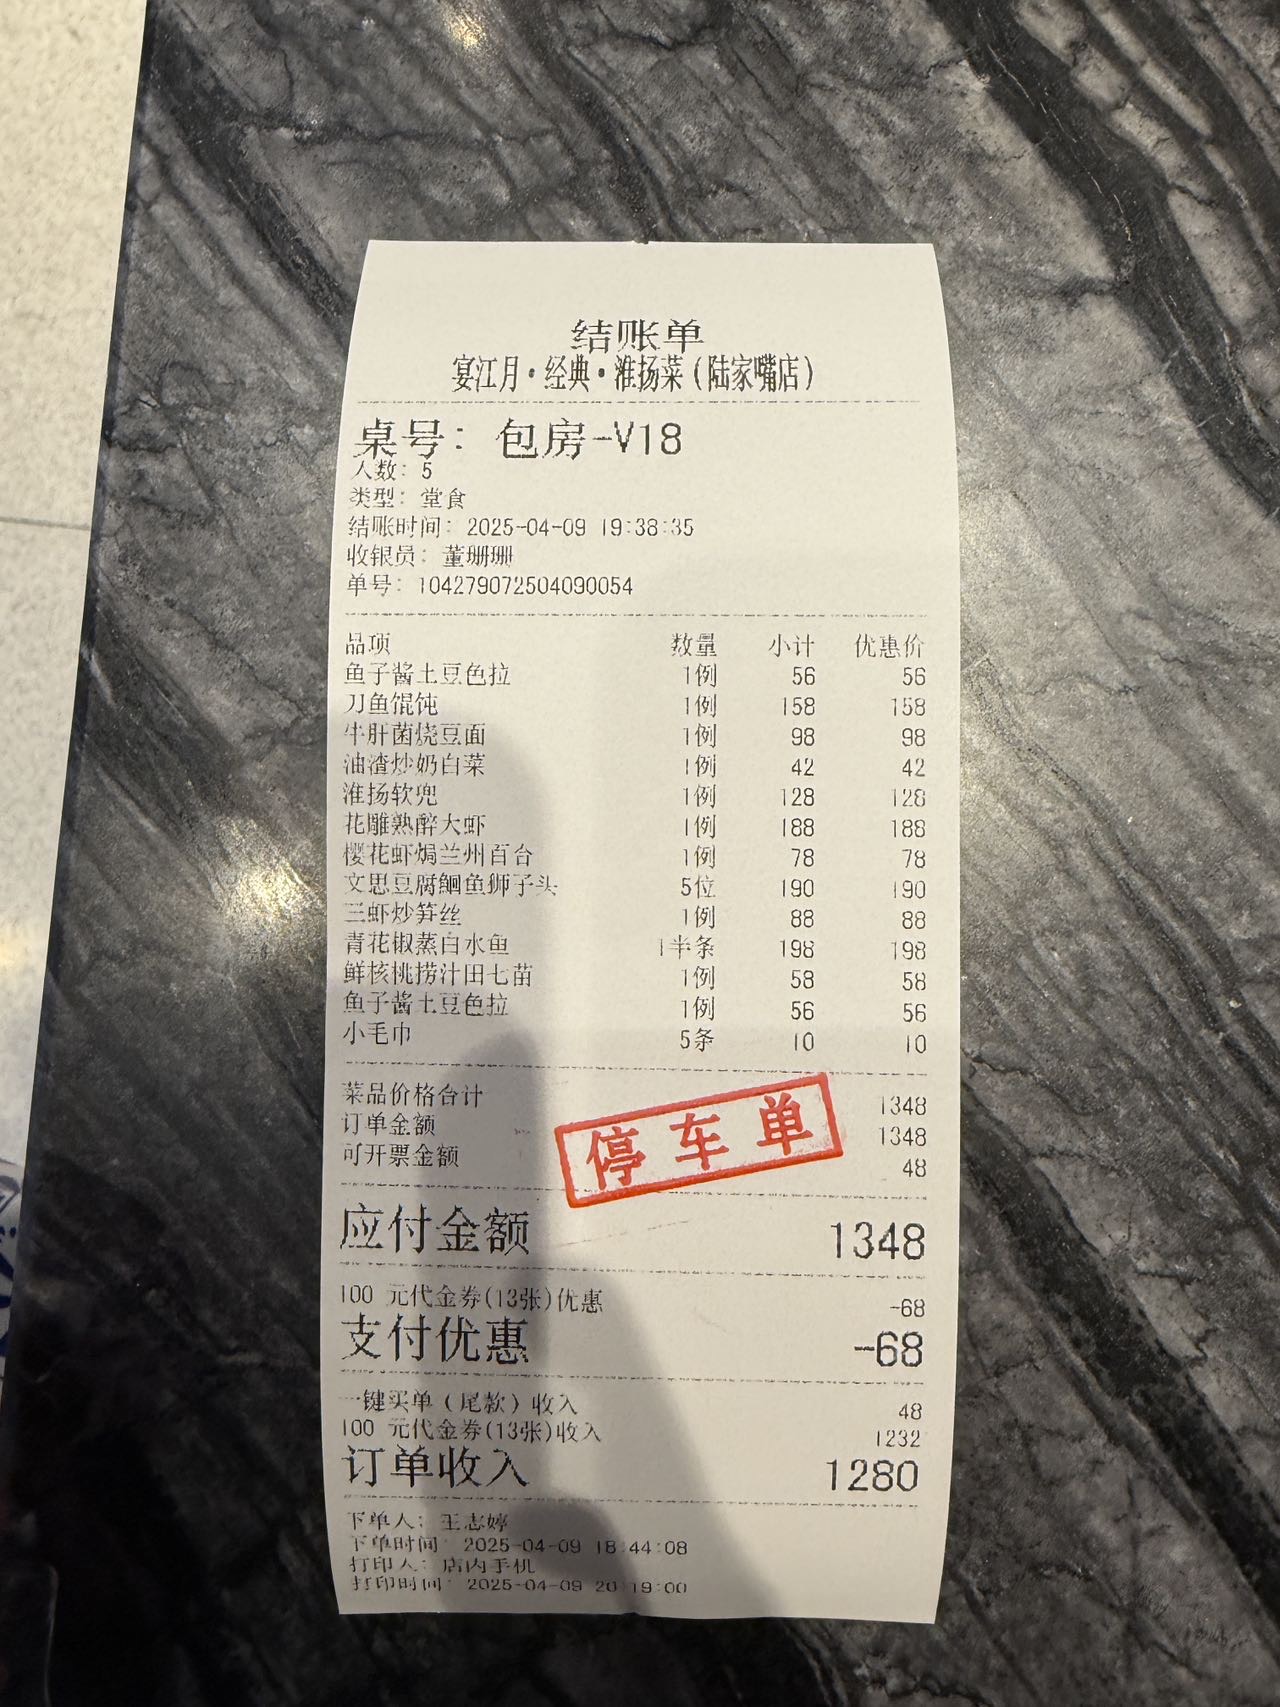 结账单
宴江月·经典·淮扬菜(陆家嘴店)
桌号: 包房-V18
人数: 5
类型: 堂食
结账时间: 2025-04-09 19:38:35
收银员: 董珊珊
单号: 104279072504090054
品项 数量 小计 优惠价
鱼子酱土豆色拉 1例 56 56
刀鱼馄饨 1例 158 158
牛肝菌烧豆面 1例 98 98
油渣炒奶白菜 1例 42 42
淮扬软兜 1例 128 128
花雕熟醉大虾 1例 188 188
樱花虾焗兰州百合 1例 78 78
文思豆腐鮰鱼狮子头 5位 190 190
三虾炒笋丝 1例 88 88
青花椒蒸白水鱼 1半条 198 198
鲜核桃捞汁田七苗 1例 58 58
鱼子酱土豆色拉 1例 56 56
小毛巾 5条 10 10
菜品价格合计 1348
订单金额 1348
可开票金额 48
停车单
应付金额 1348
100 元代金券(13张)优惠 -68
支付优惠 -68
一键买单(尾款)收入 48
100 元代金券(13张)收入 1232
订单收入 1280
下单人: 王志婷
下单时间: 2025-04-09 18:44:08
打印人: 店内手机
打印时间: 2025-04-09 20:19:00